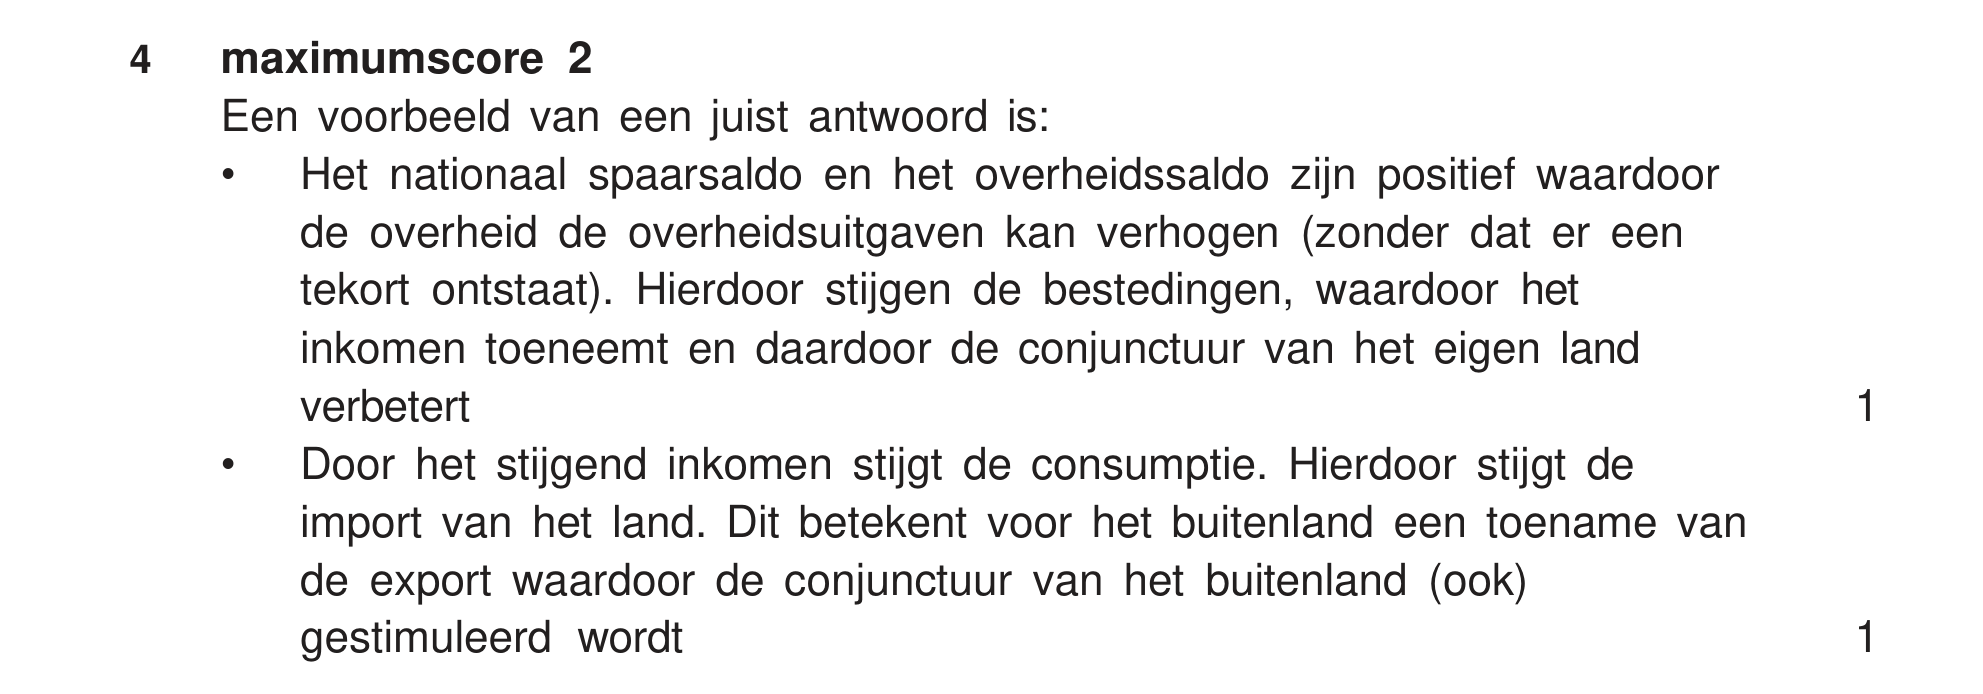 4 maximumscore 2
Een voorbeeld van een juist antwoord is:
• Het nationaal spaarsaldo en het overheidssaldo zijn positief waardoor
de overheid de overheidsuitgaven kan verhogen (zonder dat er een
tekort ontstaat). Hierdoor stijgen de bestedingen, waardoor het
inkomen toeneemt en daardoor de conjunctuur van het eigen land
verbetert 1
• Door het stijgend inkomen stijgt de consumptie. Hierdoor stijgt de
import van het land. Dit betekent voor het buitenland een toename van
de export waardoor de conjunctuur van het buitenland (ook)
gestimuleerd wordt 1